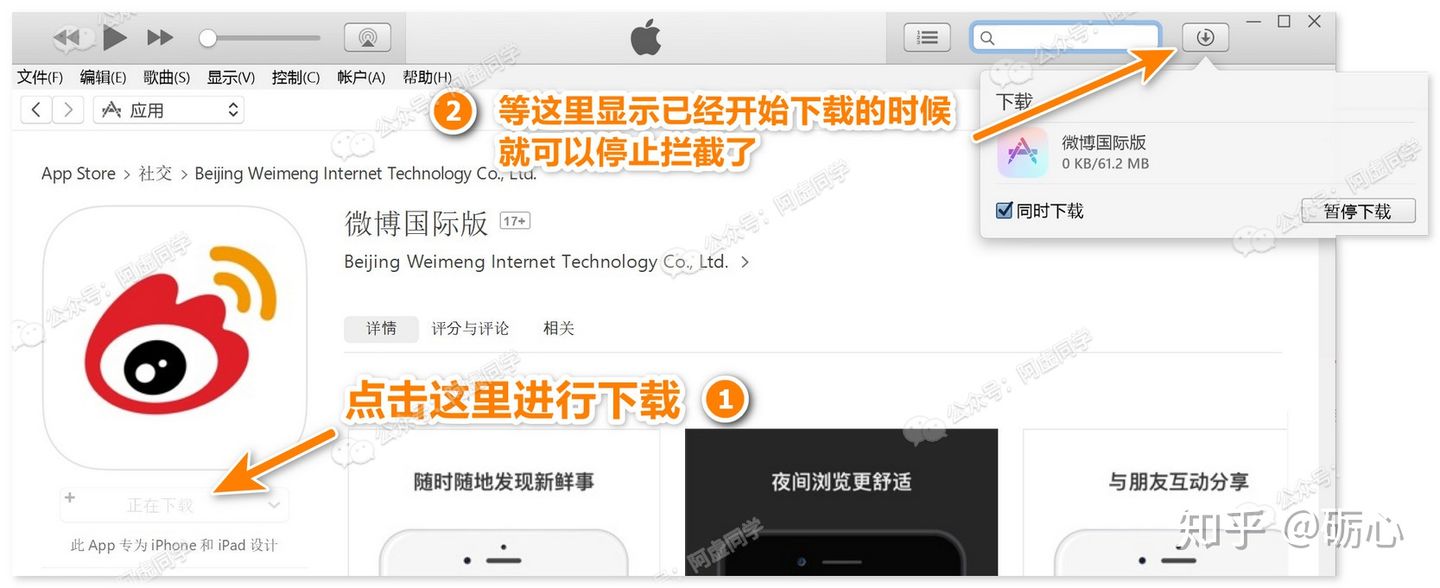 文件(F) 编辑(E) 歌曲(S) 显示(V) 控制(C) 帐户(A) 帮助(H)
应用
2 等这里显示已经开始下载的时候
就可以停止拦截了
下载
微博国际版
0 KB/61.2 MB
同时下载 暂停下载
App Store > 社交 > Beijing Weimeng Internet Technology Co., Ltd.
微博国际版 17+
Beijing Weimeng Internet Technology Co., Ltd. >
详情 评分与评论 相关
点击这里进行下载 1
正在下载
此 App 专为 iPhone 和 iPad 设计
随时随地发现新鲜事 夜间浏览更舒适 与朋友互动分享
公众号：阿虚同学
知乎 @砺心